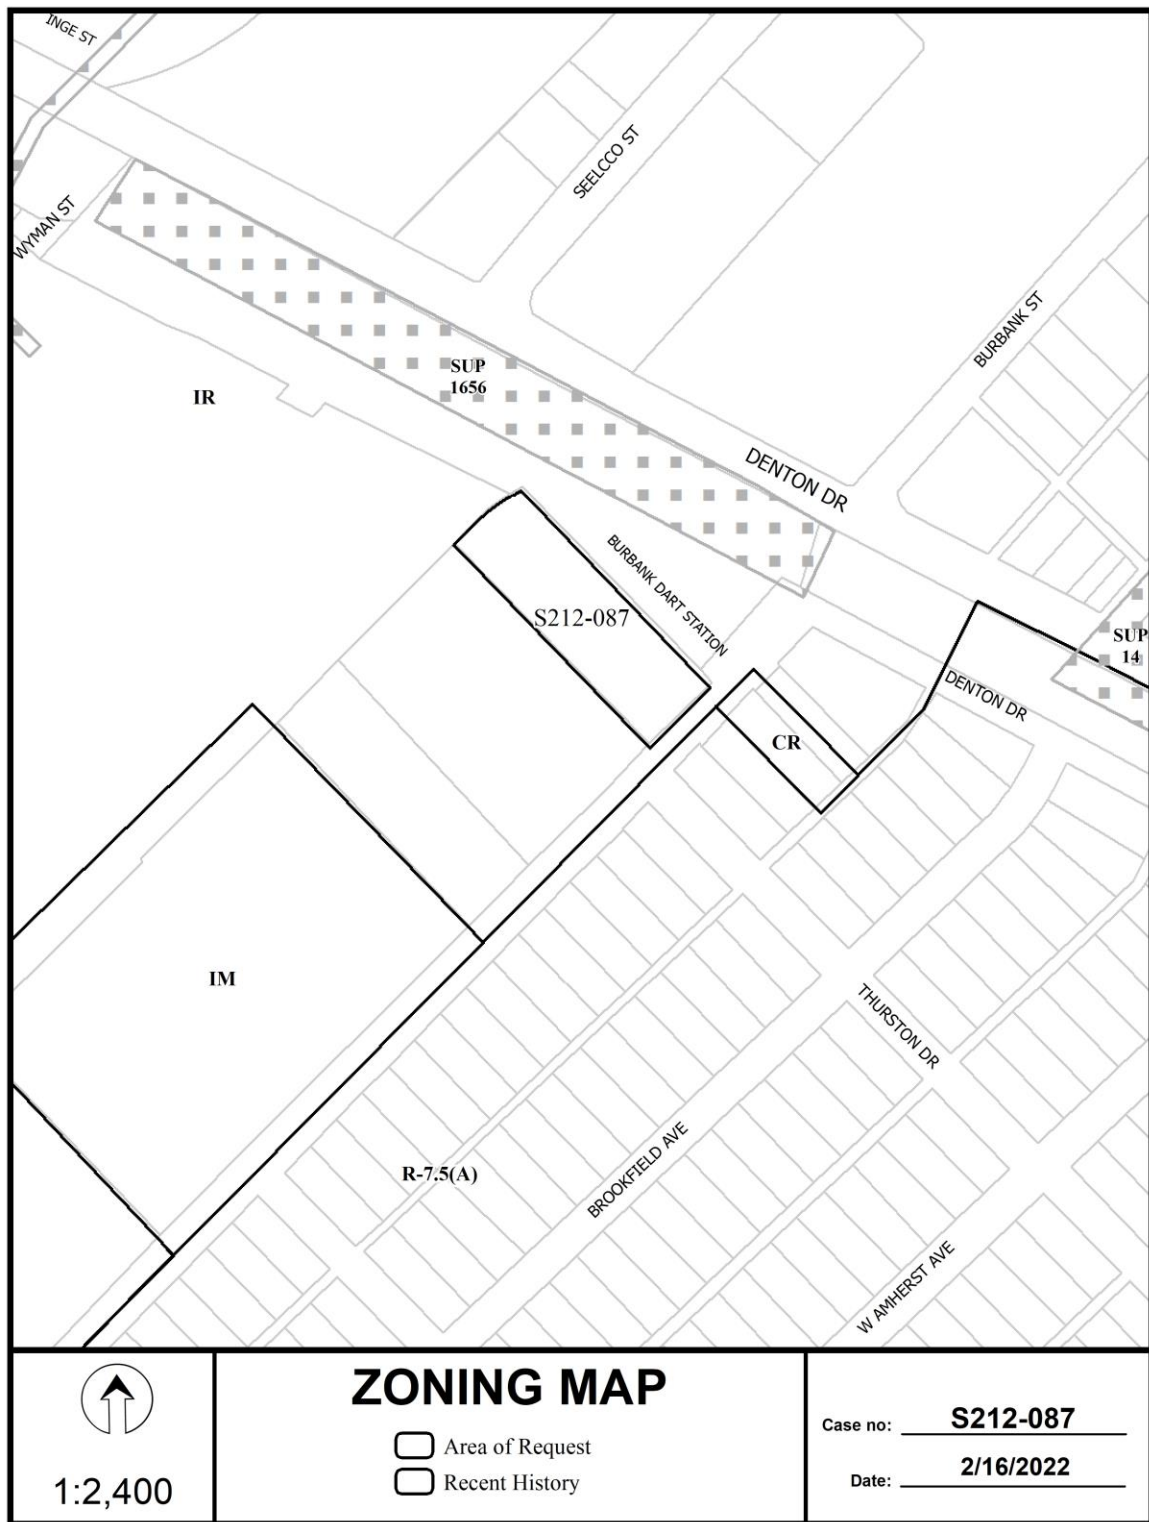 INGE ST
SEELCCO ST
WYMAN ST
BURBANK ST
SUP
1656
IR
DENTON DR
BURBANK DART STATION
S212-087
SUP
14
DENTON DR
CR
IM
THURSTON DR
BROOKFIELD AVE
R-7.5(A)
W AMHERST AVE
1:2,400
ZONING MAP
Area of Request
Recent History
Case no: S212-087
Date: 2/16/2022